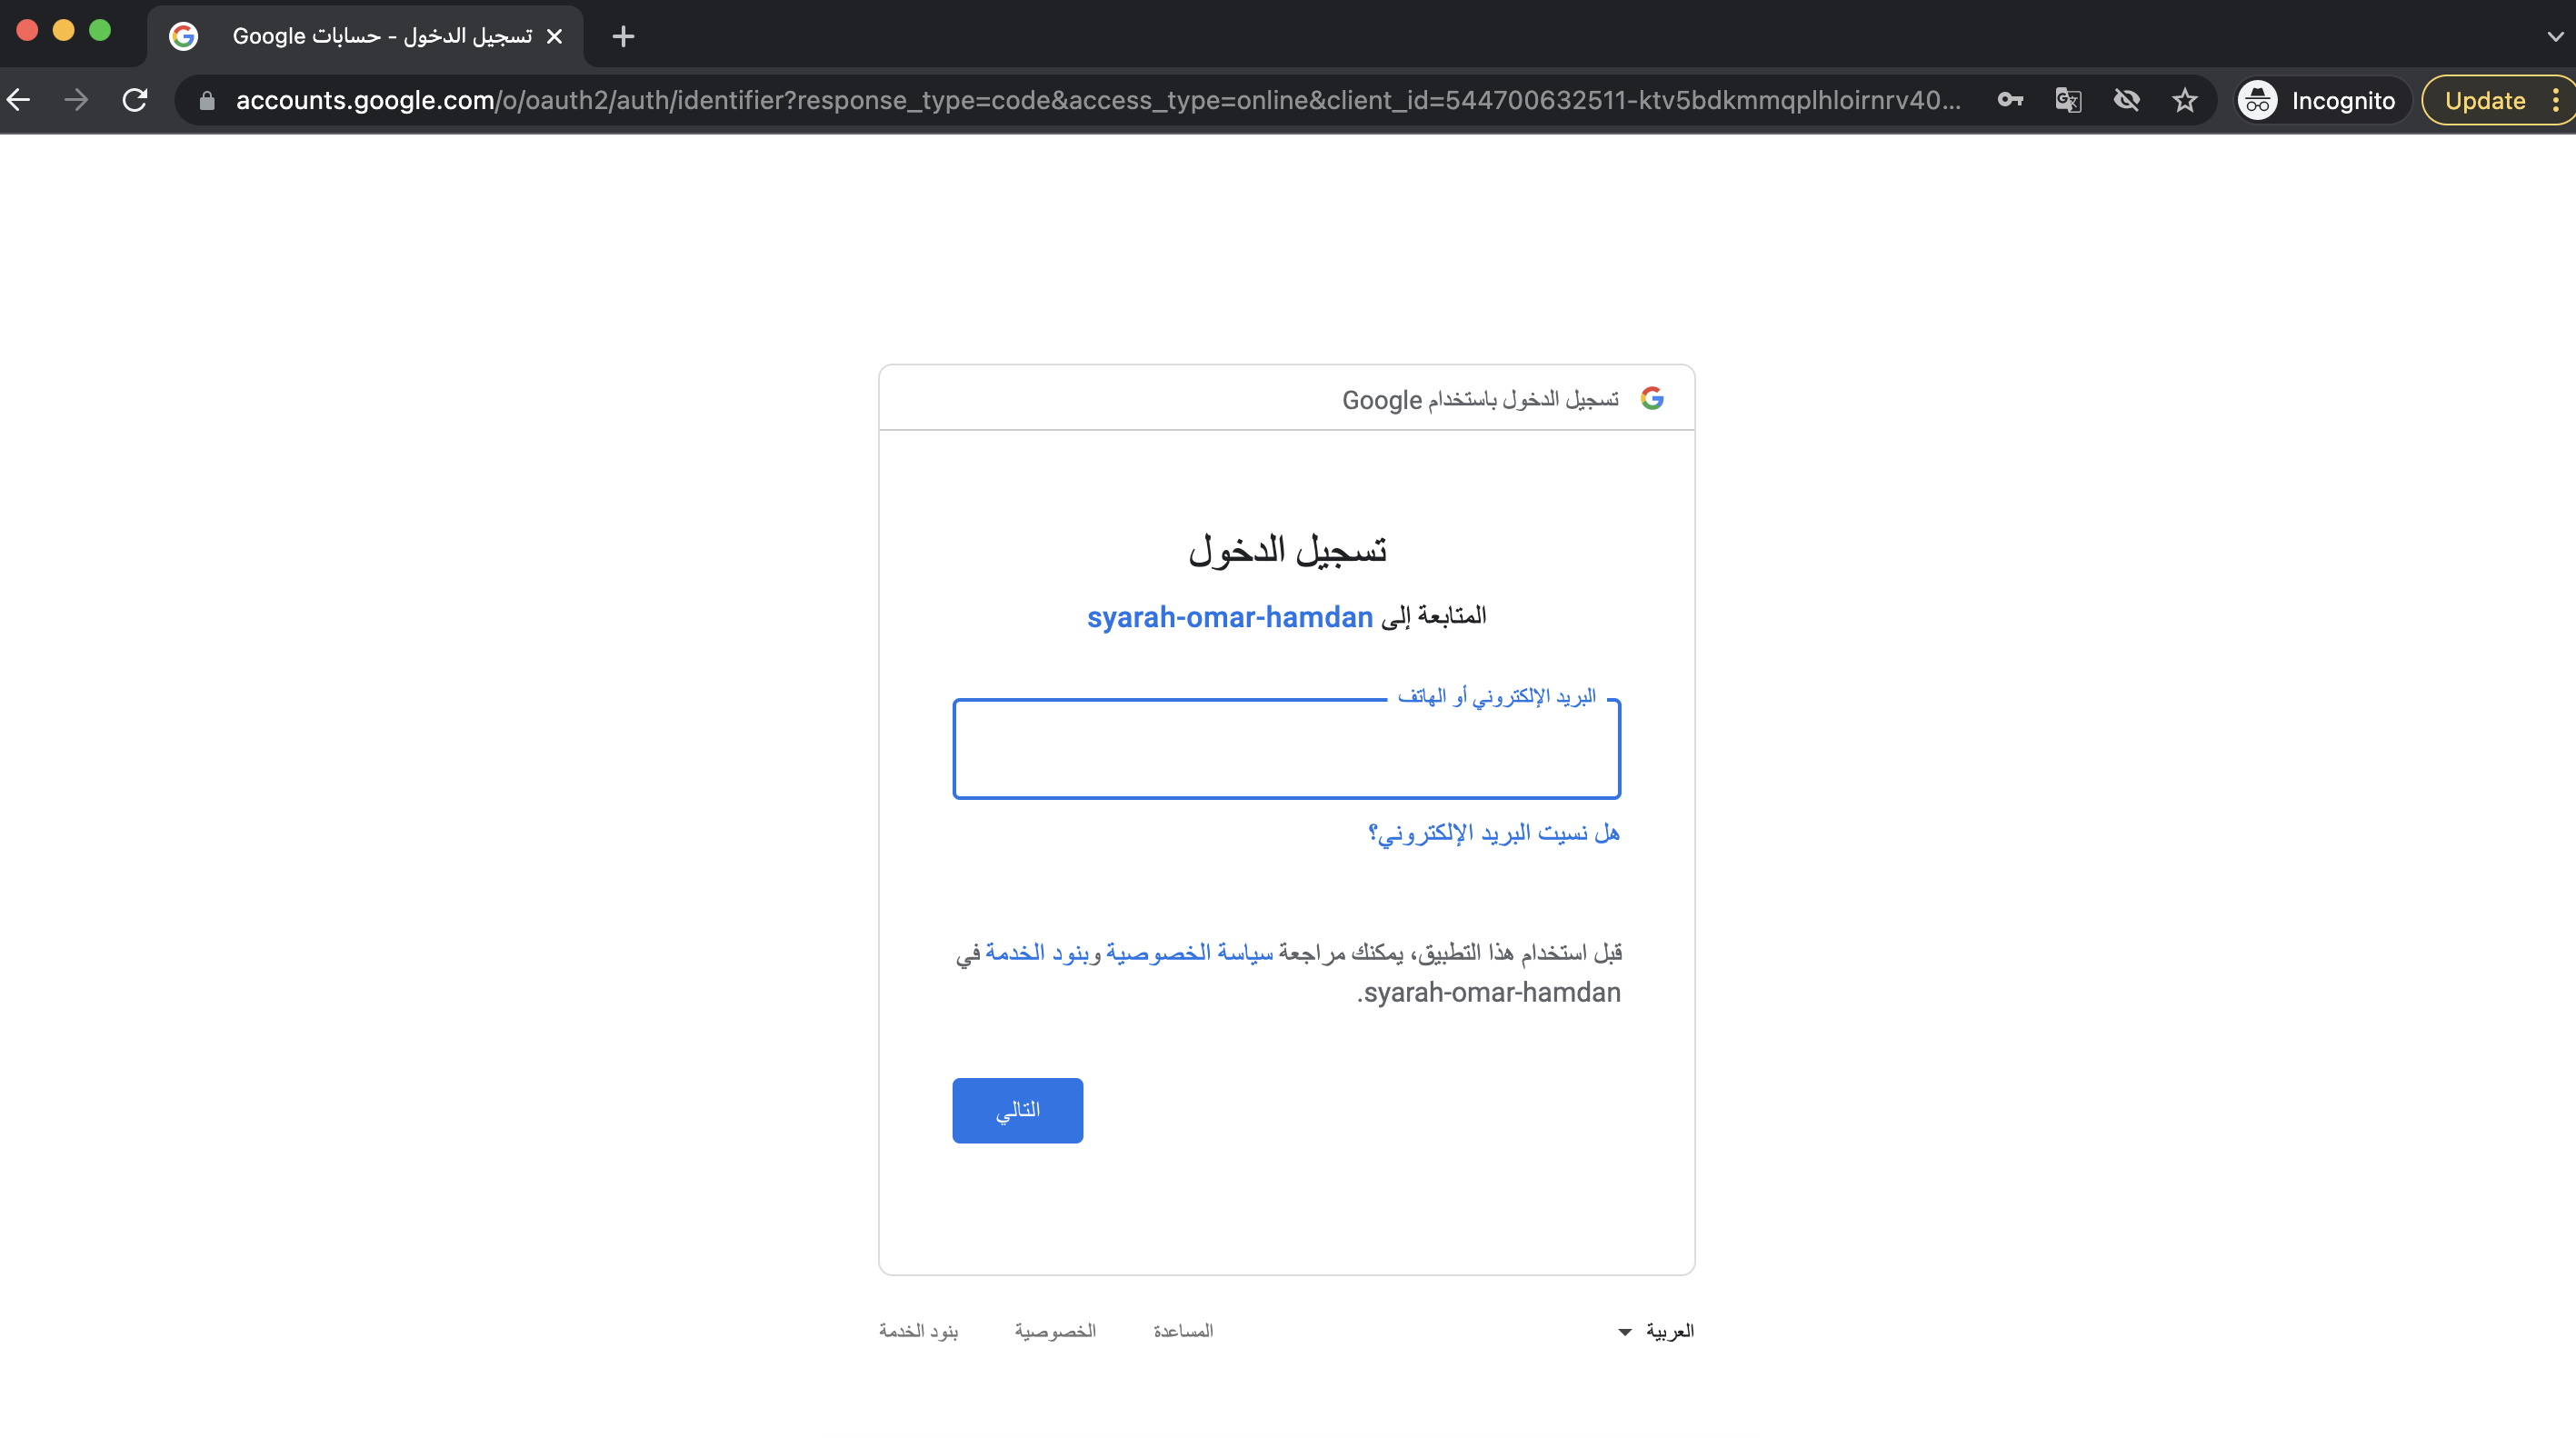 تسجيل الدخول - حسابات Google
accounts.google.com/o/oauth2/auth/identifier?response_type=code&access_type=online&client_id=544700632511-ktv5bdkmmqplhloirnrv40...
Incognito
Update
تسجيل الدخول باستخدام Google
تسجيل الدخول
المتابعة إلى syarah-omar-hamdan
البريد الإلكتروني أو الهاتف
هل نسيت البريد الإلكتروني؟
قبل استخدام هذا التطبيق، يمكنك مراجعة سياسة الخصوصية وبنود الخدمة في
syarah-omar-hamdan.
التالي
العربية
المساعدة
الخصوصية
بنود الخدمة